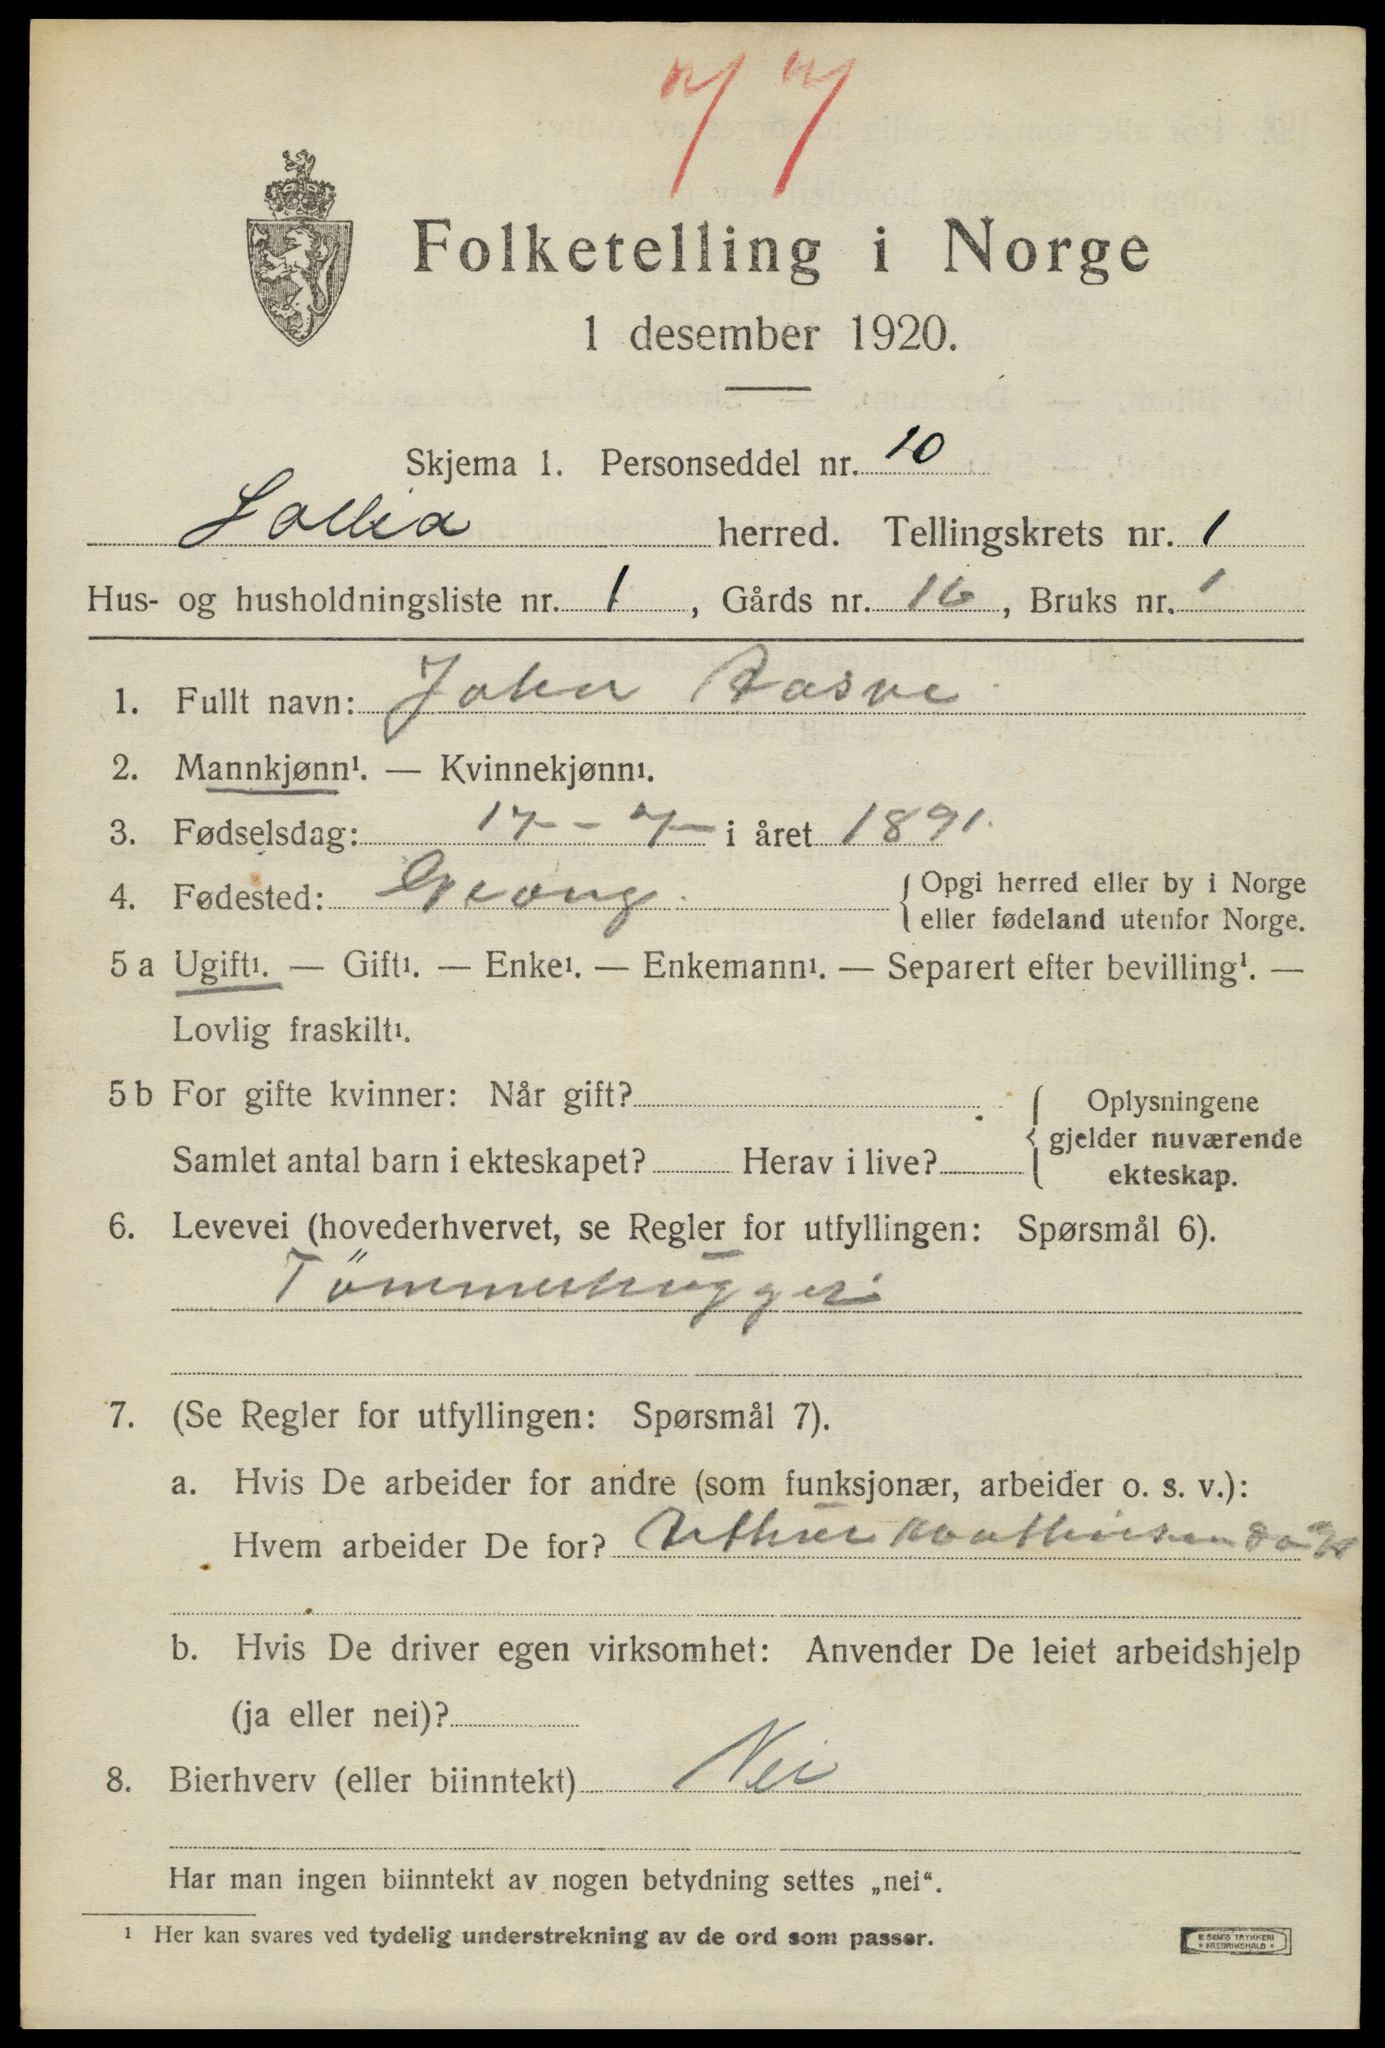 Folketelling i Norge
1 desember 1920.
Skjema 1. Personseddel nr. 10
herred. Tellingskrets nr. 1
Hus- og husholdningsliste nr. 1, Gårds nr. 16, Bruks nr. 1
1. Fullt navn: John Aasve
2. Mannkjønn¹. — Kvinnekjønn¹.
3. Fødselsdag: 17 - 7 i året 1891.
4. Fødested: Grong. Opgi herred eller by i Norge
eller fødeland utenfor Norge.
5 a Ugift¹. — Gift¹. — Enke¹. — Enkemann¹. — Separert efter bevilling¹. —
Lovlig fraskilt¹.
5 b For gifte kvinner: Når gift?
Samlet antal barn i ekteskapet? Herav i live?
Oplysningene
gjelder nuværende
ekteskap.
6. Levevei (hovederhvervet, se Regler for utfyllingen: Spørsmål 6).
Tömmerhugger
7. (Se Regler for utfyllingen: Spørsmål 7).
a. Hvis De arbeider for andre (som funksjonær, arbeider o. s. v.):
Hvem arbeider De for? Arthur Mathiesen
b. Hvis De driver egen virksomhet: Anvender De leiet arbeidshjelp
(ja eller nei)?
8. Bierhverv (eller biinntekt) Nei
Har man ingen biinntekt av nogen betydning settes „nei“.
¹ Her kan svares ved tydelig understrekning av de ord som passer.
E. SEM'S TRYKKERI
• FREDRIKSHALD •